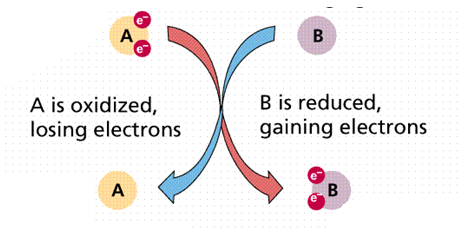 A e⁻ e⁻ B
A is oxidized, B is reduced,
losing electrons gaining electrons
A e⁻ e⁻ B